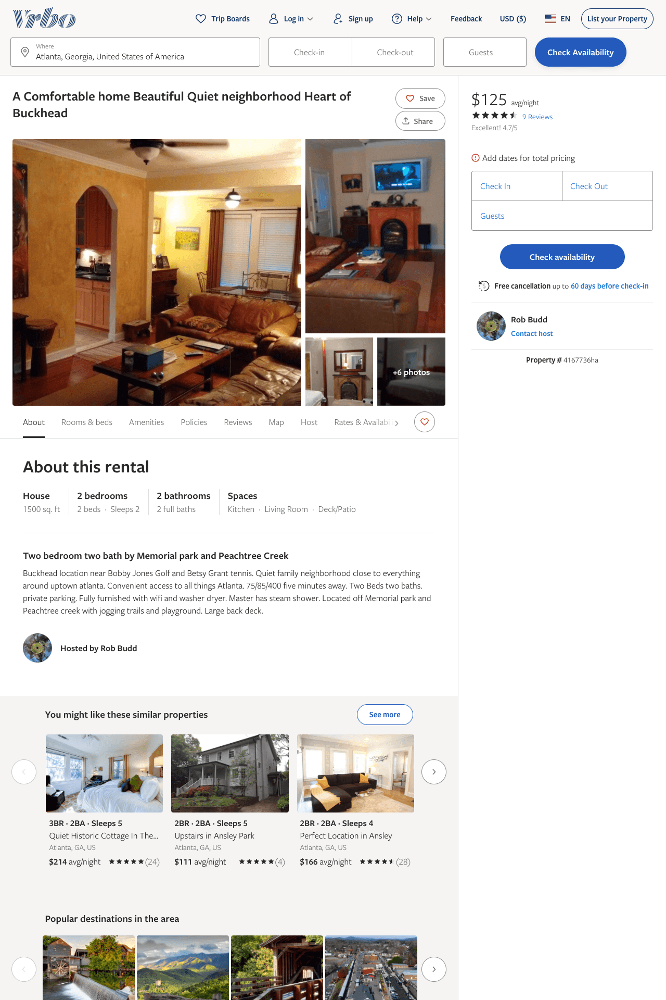 Vrbo
Trip Boards
Log in
Sign up
Help
Feedback
USD ($)
EN
List your Property
Where
Atlanta, Georgia, United States of America
Check-in
Check-out
Guests
Check Availability
A Comfortable home Beautiful Quiet neighborhood Heart of
Buckhead
Save
Share
+6 photos
$125 avg/night
9 Reviews
Excellent! 4.7/5
Add dates for total pricing
Check In
Check Out
Guests
Check availability
Free cancellation up to 60 days before check-in
Rob Budd
Contact host
Property # 4167736ha
About
Rooms & beds
Amenities
Policies
Reviews
Map
Host
Rates & Availabili
About this rental
House
1500 sq. ft
2 bedrooms
2 beds · Sleeps 2
2 bathrooms
2 full baths
Spaces
Kitchen · Living Room · Deck/Patio
Two bedroom two bath by Memorial park and Peachtree Creek
Buckhead location near Bobby Jones Golf and Betsy Grant tennis. Quiet family neighborhood close to everything
around uptown atlanta. Convenient access to all things Atlanta. 75/85/400 five minutes away. Two Beds two baths.
private parking. Fully furnished with wifi and washer dryer. Master has steam shower. Located off Memorial park and
Peachtree creek with jogging trails and playground. Large back deck.
Hosted by Rob Budd
You might like these similar properties
See more
3BR · 2BA · Sleeps 5
Quiet Historic Cottage In The...
Atlanta, GA, US
$214 avg/night
(24)
2BR · 2BA · Sleeps 5
Upstairs in Ansley Park
Atlanta, GA, US
$111 avg/night
(4)
2BR · 2BA · Sleeps 4
Perfect Location in Ansley
Atlanta, GA, US
$166 avg/night
(28)
Popular destinations in the area